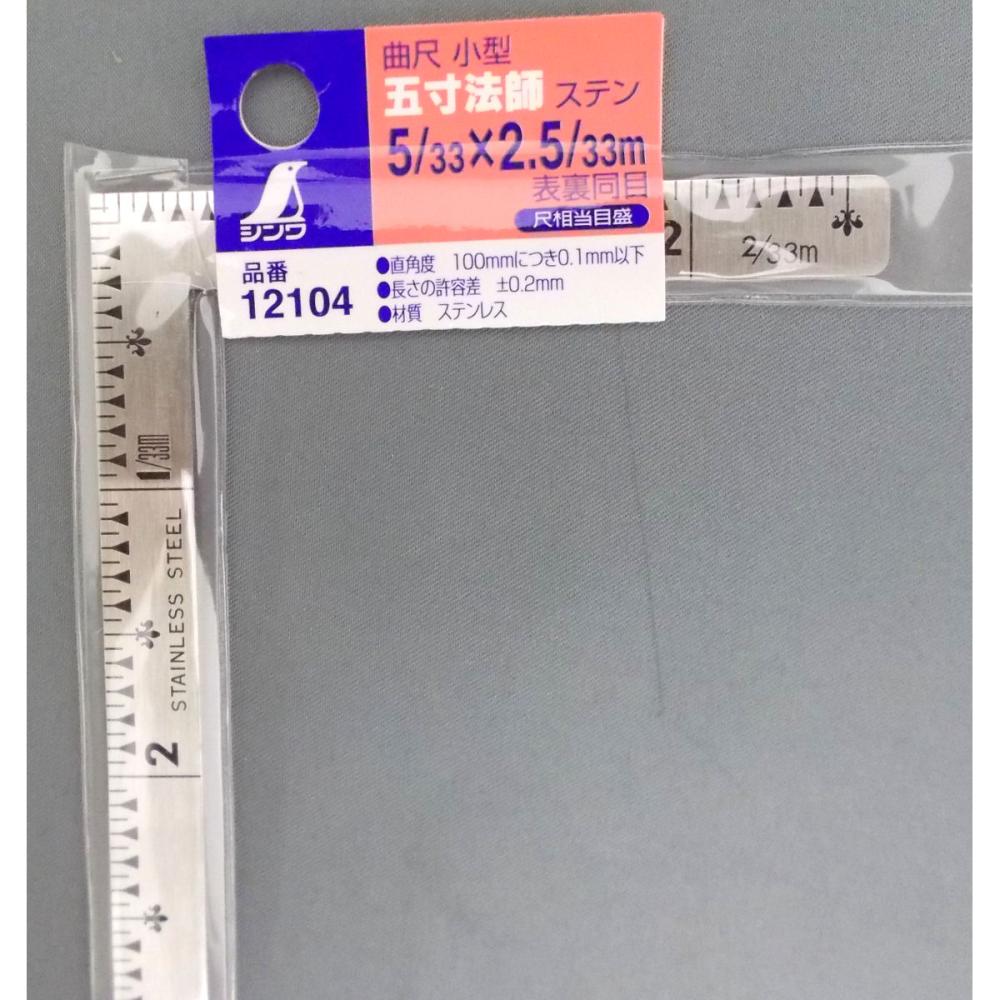 曲尺 小型
五寸法師 ステン
5/33×2.5/33m
表裏同目
尺相当目盛
シンワ
品番
12104
●直角度 100mmにつき0.1mm以下
●長さの許容差 ±0.2mm
●材質 ステンレス
2
2/33m
1/33m
STAINLESS STEEL
2